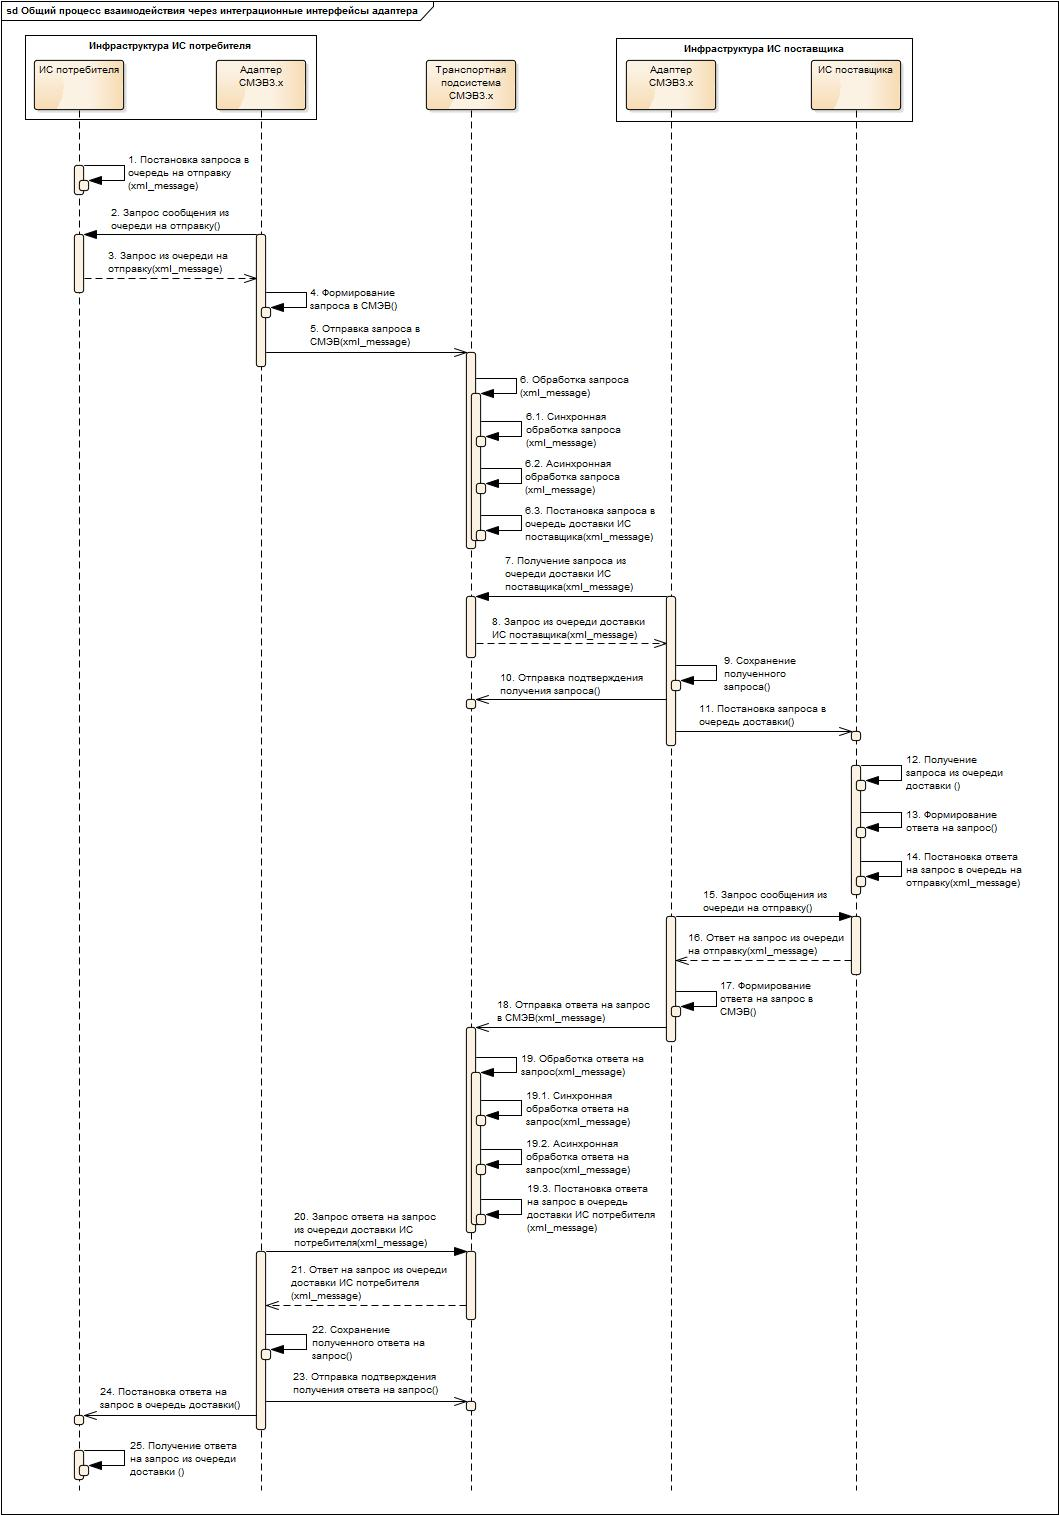 sd Общий процесс взаимодействия через интеграционные интерфейсы адаптера
Инфраструктура ИС потребителя
Инфраструктура ИС поставщика
ИС потребителя
Адаптер
СМЭВ3.x
Транспортная
подсистема
СМЭВ3.x
Адаптер
СМЭВ3.x
ИС поставщика
1. Постановка запроса в
очередь на отправку
(xml_message)
2. Запрос сообщения из
очереди на отправку()
3. Запрос из очереди на
отправку(xml_message)
4. Формирование
запроса в СМЭВ()
5. Отправка запроса в
СМЭВ(xml_message)
6. Обработка запроса
(xml_message)
6.1. Синхронная
обработка запроса
(xml_message)
6.2. Асинхронная
обработка запроса
(xml_message)
6.3. Постановка запроса в
очередь доставки ИС
поставщика(xml_message)
7. Получение запроса из
очереди доставки ИС
поставщика(xml_message)
8. Запрос из очереди доставки
ИС поставщика(xml_message)
9. Сохранение
полученного
запроса()
10. Отправка подтверждения
получения запроса()
11. Постановка запроса в
очередь доставки()
12. Получение
запроса из очереди
доставки ()
13. Формирование
ответа на запрос()
14. Постановка ответа
на запрос в очередь на
отправку(xml_message)
15. Запрос сообщения из
очереди на отправку()
16. Ответ на запрос из очереди
на отправку(xml_message)
17. Формирование
ответа на запрос в
СМЭВ()
18. Отправка ответа на запрос
в СМЭВ(xml_message)
19. Обработка ответа на
запрос(xml_message)
19.1. Синхронная
обработка ответа на
запрос(xml_message)
19.2. Асинхронная
обработка ответа на
запрос(xml_message)
19.3. Постановка ответа
на запрос в очередь
доставки ИС потребителя
(xml_message)
20. Запрос ответа на запрос
из очереди доставки ИС
потребителя(xml_message)
21. Ответ на запрос из очереди
доставки ИС потребителя
(xml_message)
22. Сохранение
полученного ответа на
запрос()
23. Отправка подтверждения
получения ответа на запрос()
24. Постановка ответа на
запрос в очередь доставки()
25. Получение ответа
на запрос из очереди
доставки ()